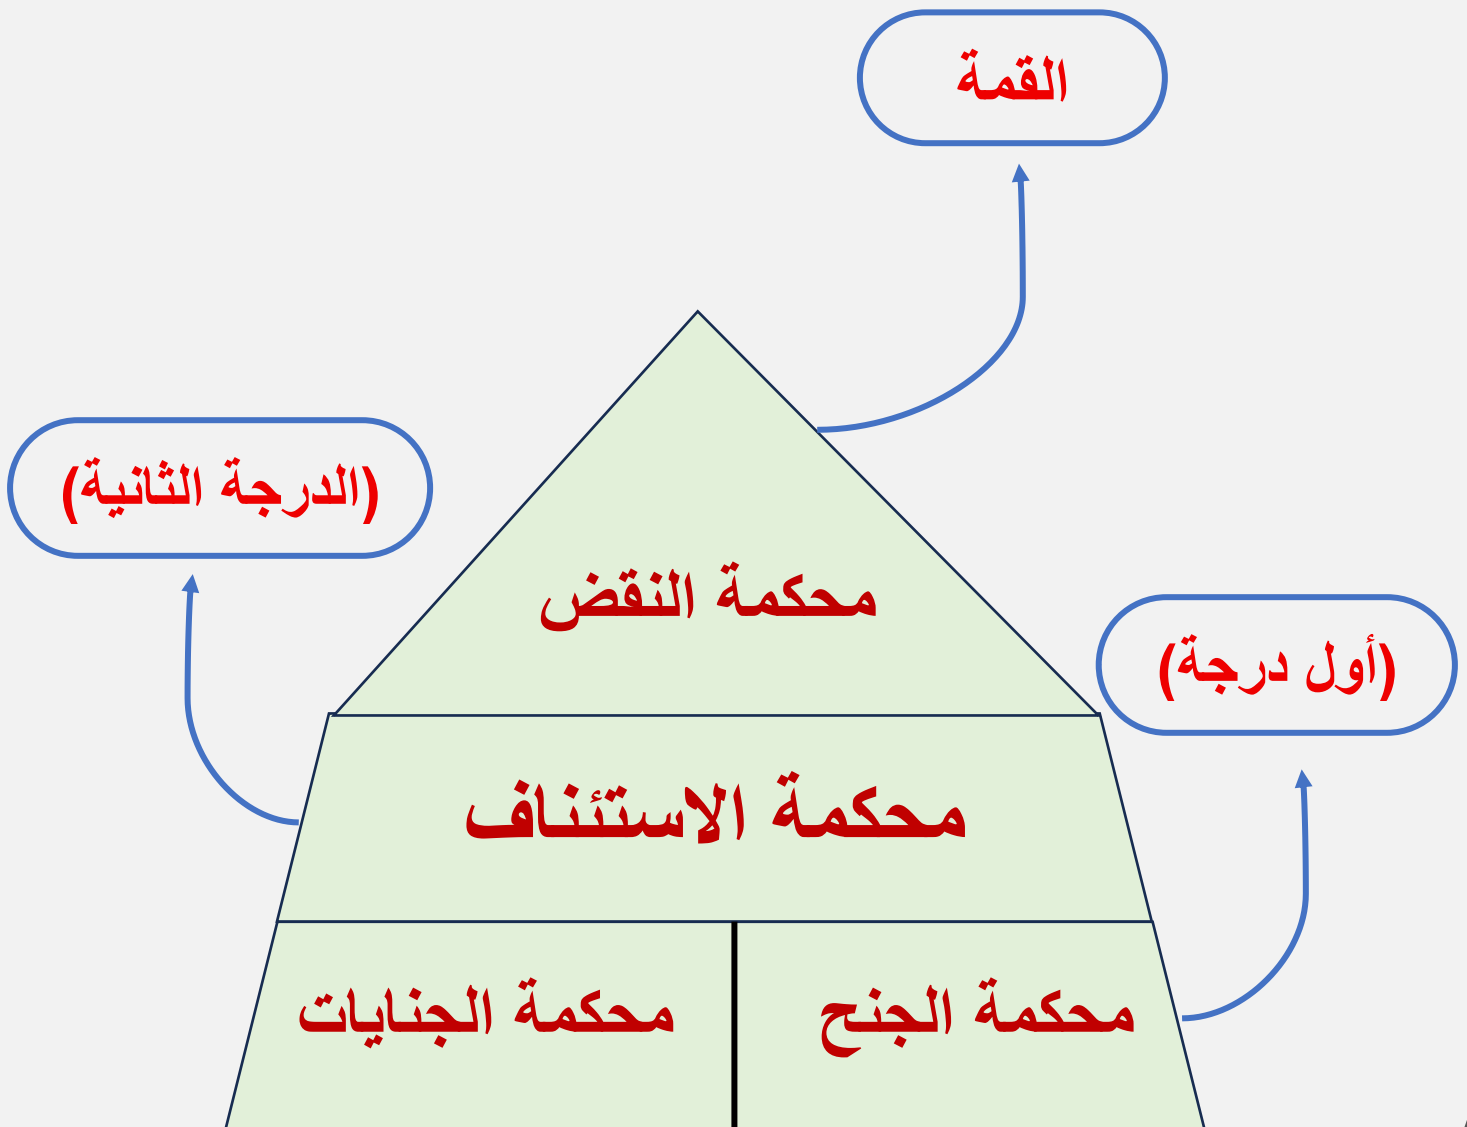 القمة
(الدرجة الثانية)
محكمة النقض
(أول درجة)
محكمة الاستئناف
محكمة الجنح
محكمة الجنايات